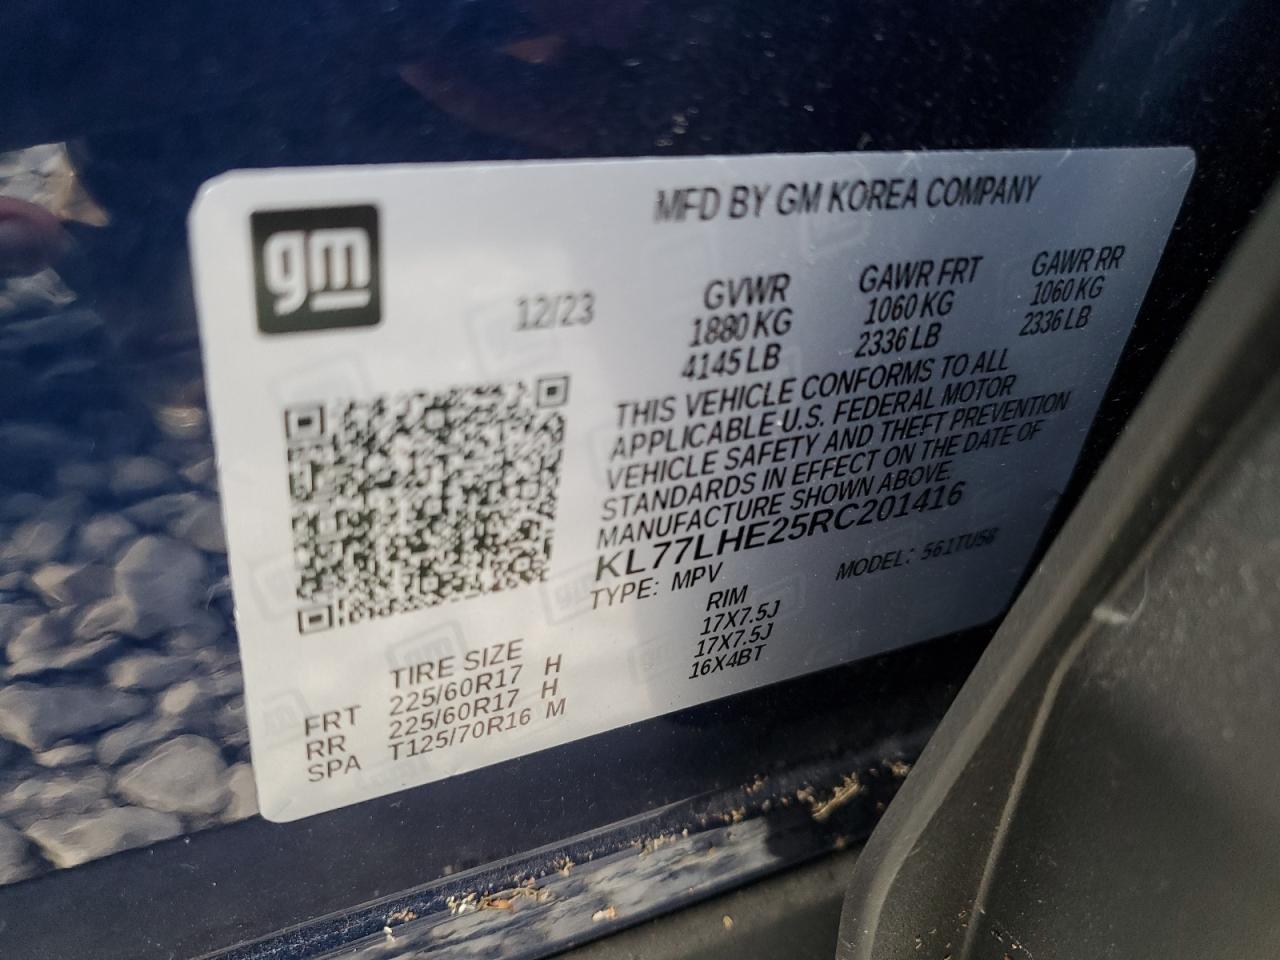 gm
MFD BY GM KOREA COMPANY
12/23
GVWR GAWR FRT GAWR RR
1880 KG 1060 KG 1060 KG
4145 LB 2336 LB 2336 LB
THIS VEHICLE CONFORMS TO ALL
APPLICABLE U.S. FEDERAL MOTOR
VEHICLE SAFETY AND THEFT PREVENTION
STANDARDS IN EFFECT ON THE DATE OF
MANUFACTURE SHOWN ABOVE.
KL77LHE25RC201416
TYPE: MPV MODEL: 561TU58
TIRE SIZE RIM
FRT 225/60R17 H 17X7.5J
RR 225/60R17 H 17X7.5J
SPA T125/70R16 M 16X4BT